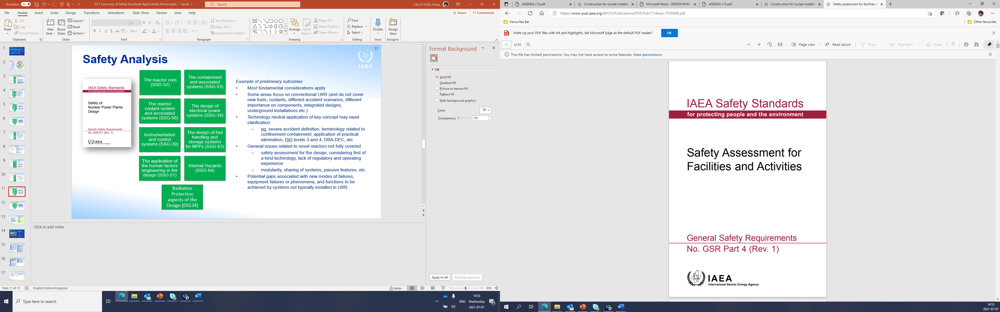 AutoSave On D5.1 Summary of Safety Standards Applicability Review.pptx - Saved Search CALLE VIVES, Paula
File Home Insert Draw Design Transitions Animations Slide Show Review View Help Share Comments
Paste Cut Copy Format Painter Clipboard
New Slide Reuse Slides Layout Reset Section Slides
36 Font
Text Direction Align Text Convert to SmartArt Paragraph
Arrange Quick Styles Shape Fill Shape Outline Shape Effects Drawing
Find Replace Select Editing
Dictate Voice
Design Ideas Designer
1
2
3
4
5
6
7
8
9
10
11
12
13
14
15
16
17
11
Safety Analysis
IAEA
IAEA Safety Standards
for protecting people and the environment
Safety of
Nuclear Power Plants:
Design
Specific Safety Requirements
No. SSR-2/1 (Rev. 1)
IAEA
International Atomic Energy Agency
The reactor core
(SSG-52)
The containment
and associated
systems (SSG-53)
The reactor
coolant system
and associated
systems (SSG-56)
The design of
electrical power
systems (SSG-34)
Instrumentation
and control
systems (SSG-39)
The design of fuel
handling and
storage systems
for NPPs (SSG-63)
The application of
the human factors
engineering in the
design (SSG-51)
Internal Hazards
(SSG-64)
Radiation
Protection
aspects of the
Design (DS524)
Example of preliminary outcomes
• Most fundamental considerations apply
• Some areas focus on conventional LWR (and do not cover
new fuels, coolants, different accident scenarios, different
importance on components, integrated designs,
underground installations etc.)
• Technology neutral application of key concept may need
clarification:
– eg. severe accident definition, terminology related to
confinement-containment, application of practical
elimination, DiD levels 3 and 4, DBA-DEC, etc.
• General issues related to novel reactors not fully covered
– safety assessment for the design, considering first of
a kind technology, lack of regulatory and operating
experience
– modularity, sharing of systems, passive features, etc.
• Potential gaps associated with new modes of failures,
equipment failures or phenomena, and functions to be
achieved by systems not typically installed in LWR.
Click to add notes
Format Background
Fill
Solid fill
Gradient fill
Picture or texture fill
Pattern fill
Hide background graphics
Color
Transparency 0%
Apply to All Reset Background
Slide 11 of 17 English (United Kingdom) Notes 93%
Type here to search
ENG
14:53
Wednesday
2021-07-07
21
AGENDA v13.pdf Construction for nuclear installat Microsoft Word - WENRA RHWG AGENDA v13.pdf Construction for nuclear installat Safety assessment for facilities a
https://www-pub.iaea.org/MTCD/Publications/PDF/Pub1714web-7976998.pdf
Favourites Bar Other favourites
Mark-up your PDF files with ink and highlights. Set Microsoft Edge as the default PDF reader? OK
1 of 63 Page view Read aloud Draw Highlight Erase
This file has limited permissions. You may not have access to some features. View permissions
IAEA Safety Standards
for protecting people and the environment
Safety Assessment for
Facilities and Activities
General Safety Requirements
No. GSR Part 4 (Rev. 1)
IAEA
International Atomic Energy Agency
14:53
2021-07-07